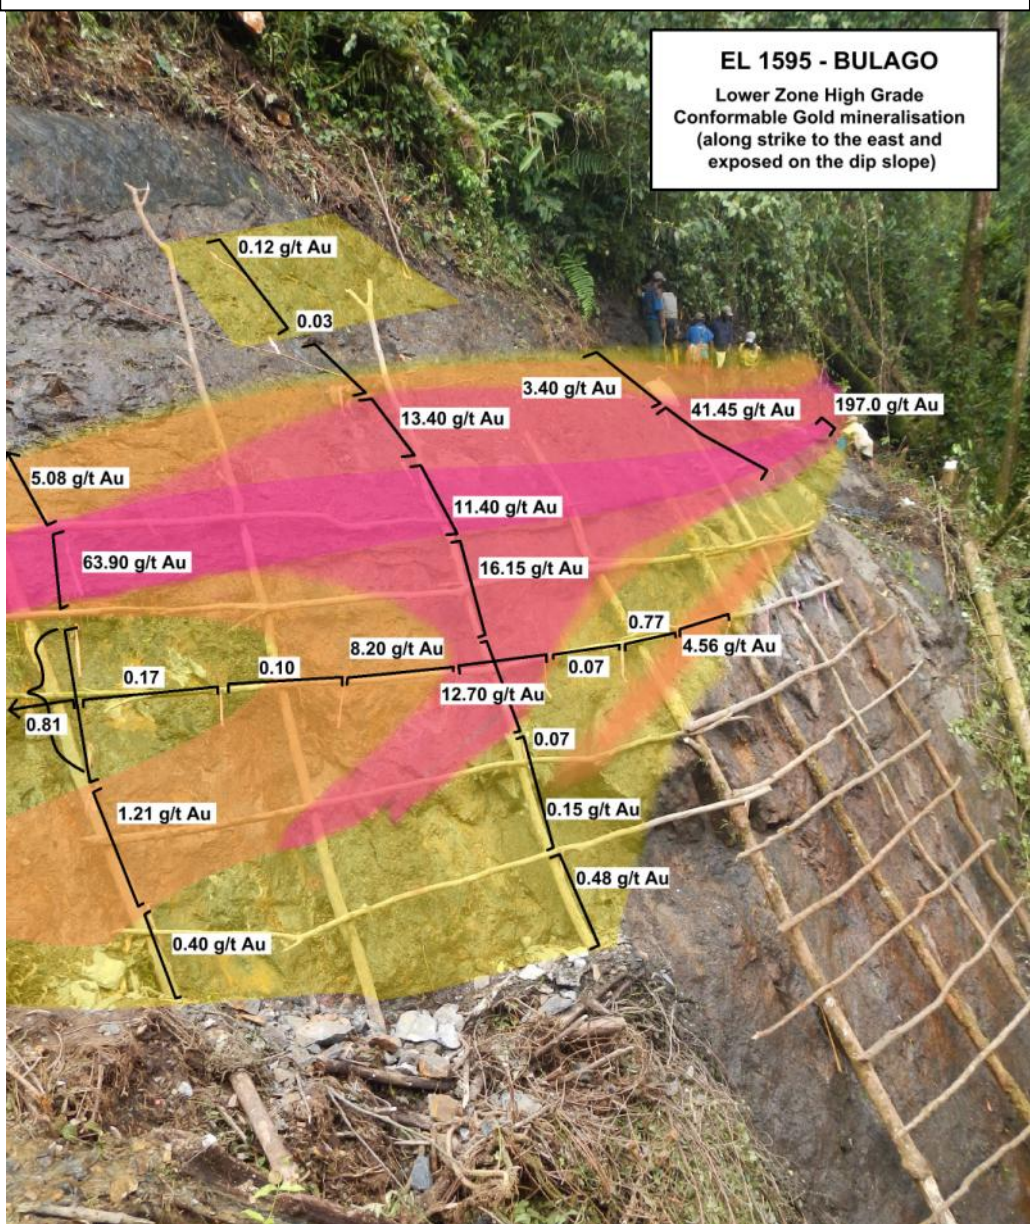 EL 1595 - BULAGO
Lower Zone High Grade
Conformable Gold mineralisation
(along strike to the east and
exposed on the dip slope)
0.12 g/t Au
0.03
3.40 g/t Au
13.40 g/t Au
41.45 g/t Au
197.0 g/t Au
5.08 g/t Au
11.40 g/t Au
63.90 g/t Au
16.15 g/t Au
0.77
8.20 g/t Au
4.56 g/t Au
0.17
0.10
0.07
12.70 g/t Au
0.81
0.07
1.21 g/t Au
0.15 g/t Au
0.48 g/t Au
0.40 g/t Au